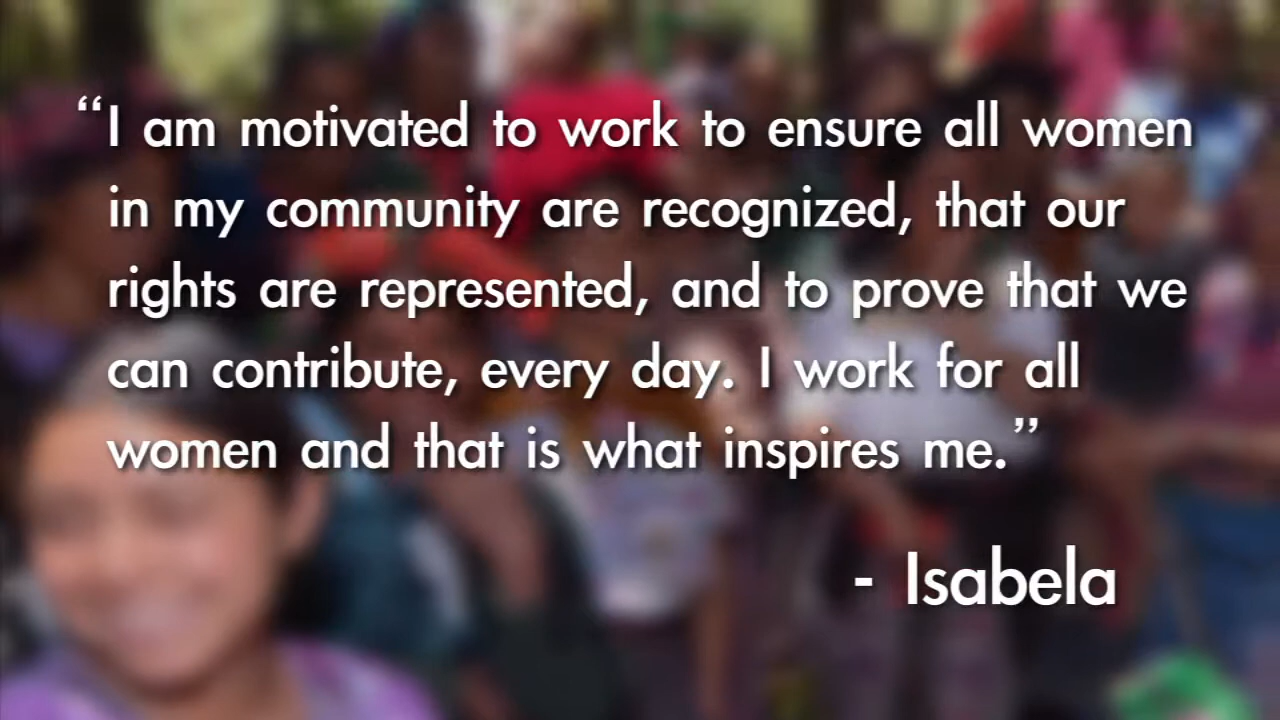 “I am motivated to work to ensure all women
in my community are recognized, that our
rights are represented, and to prove that we
can contribute, every day. I work for all
women and that is what inspires me.”
- Isabela